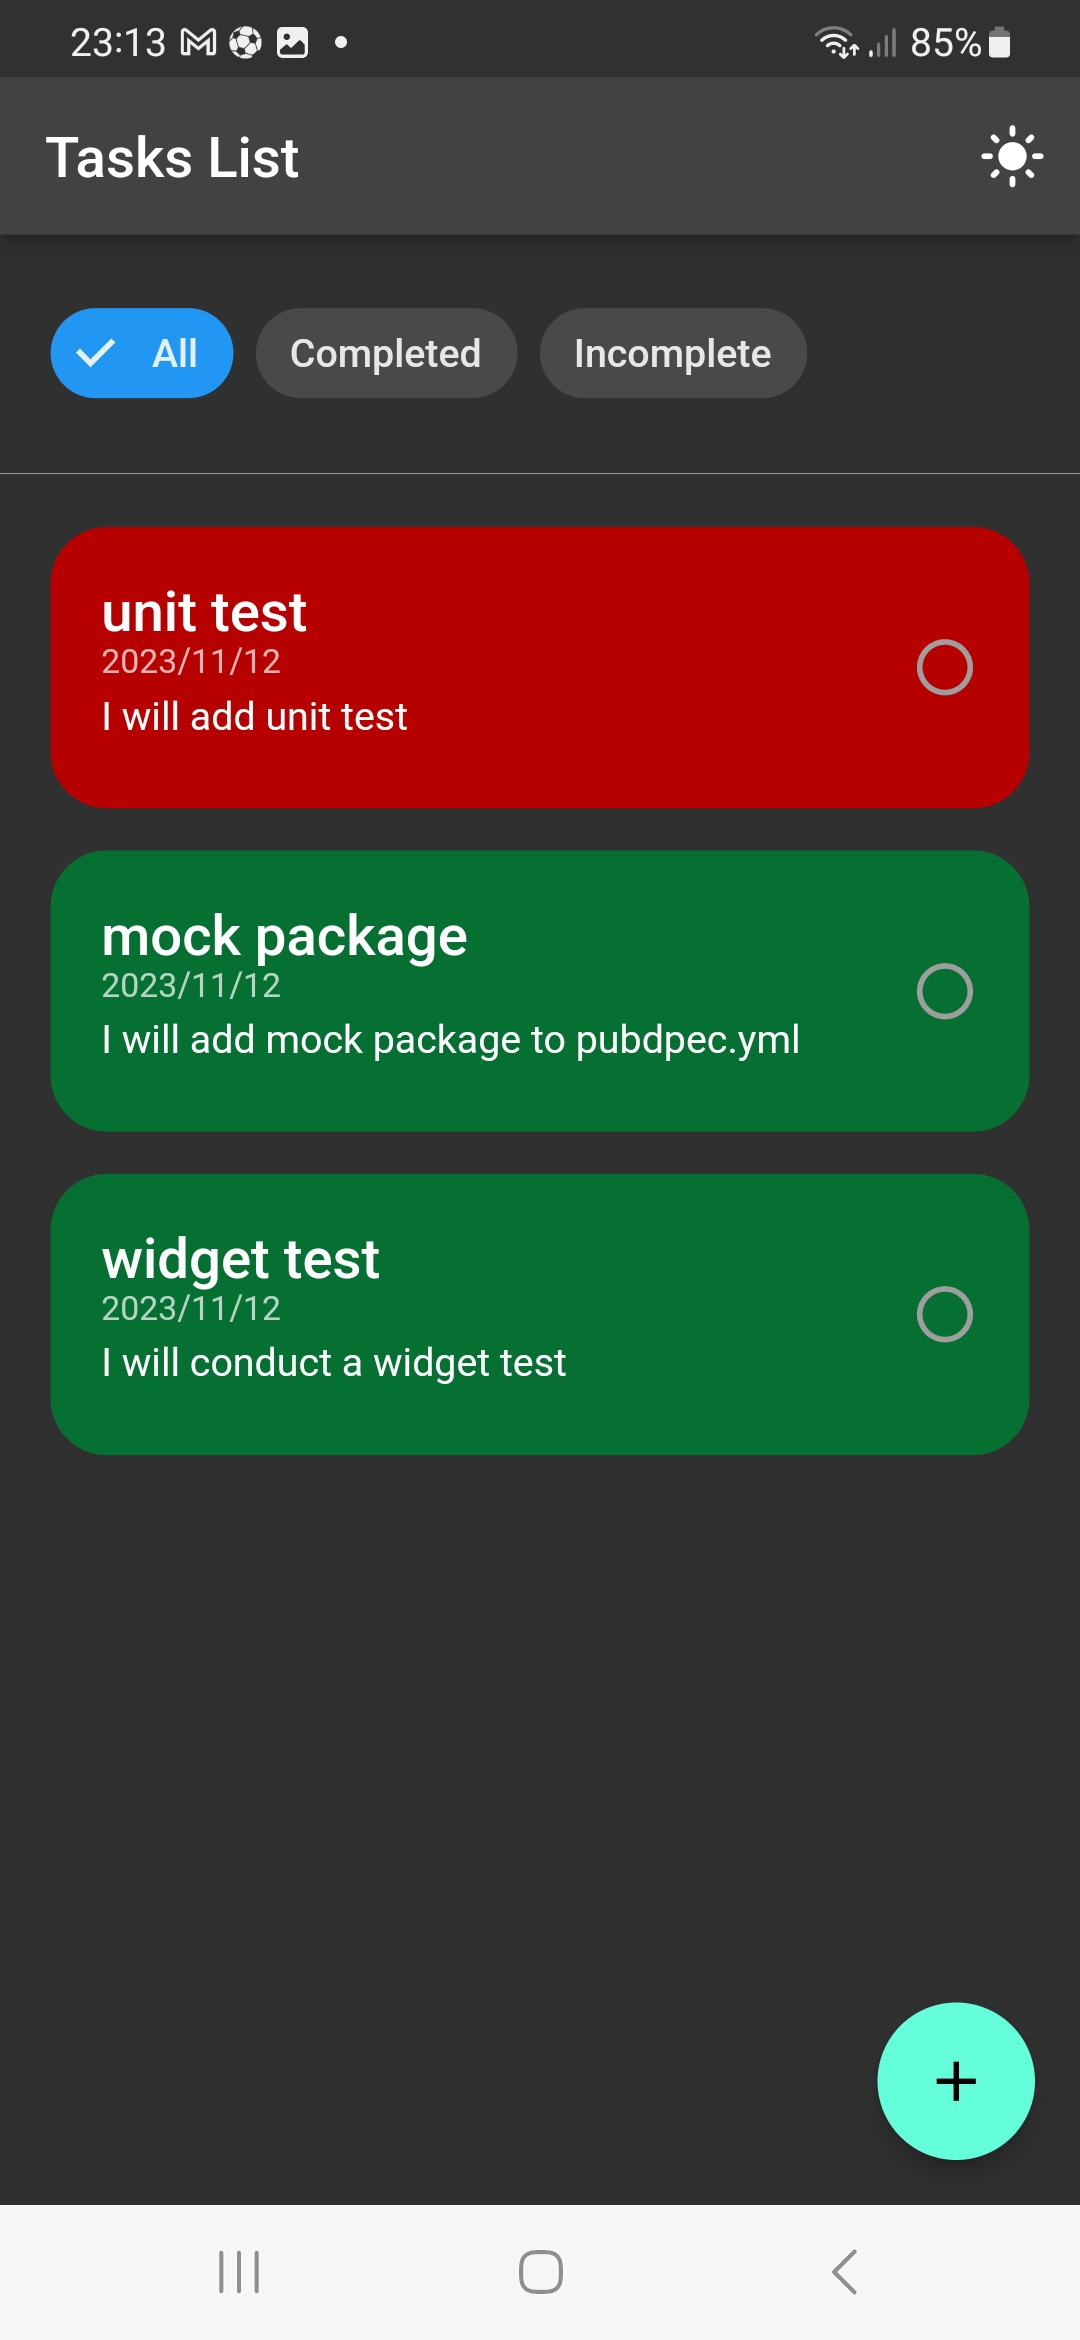 23:13 85%
Tasks List
All Completed Incomplete
unit test
2023/11/12
I will add unit test
mock package
2023/11/12
I will add mock package to pubdpec.yml
widget test
2023/11/12
I will conduct a widget test